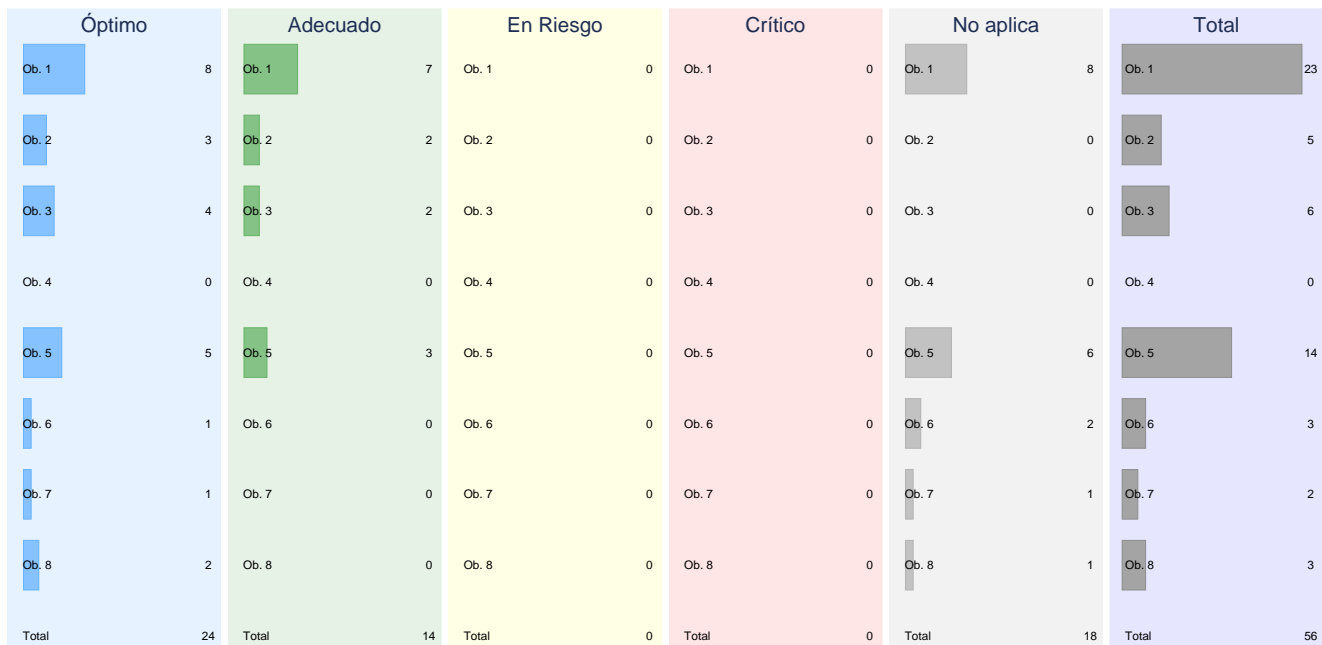 Óptimo Adecuado En Riesgo Crítico No aplica Total
Ob. 1 8 Ob. 1 7 Ob. 1 0 Ob. 1 0 Ob. 1 8 Ob. 1 23
Ob. 2 3 Ob. 2 2 Ob. 2 0 Ob. 2 0 Ob. 2 0 Ob. 2 5
Ob. 3 4 Ob. 3 2 Ob. 3 0 Ob. 3 0 Ob. 3 0 Ob. 3 6
Ob. 4 0 Ob. 4 0 Ob. 4 0 Ob. 4 0 Ob. 4 0 Ob. 4 0
Ob. 5 5 Ob. 5 3 Ob. 5 0 Ob. 5 0 Ob. 5 6 Ob. 5 14
Ob. 6 1 Ob. 6 0 Ob. 6 0 Ob. 6 0 Ob. 6 2 Ob. 6 3
Ob. 7 1 Ob. 7 0 Ob. 7 0 Ob. 7 0 Ob. 7 1 Ob. 7 2
Ob. 8 2 Ob. 8 0 Ob. 8 0 Ob. 8 0 Ob. 8 1 Ob. 8 3
Total 24 Total 14 Total 0 Total 0 Total 18 Total 56